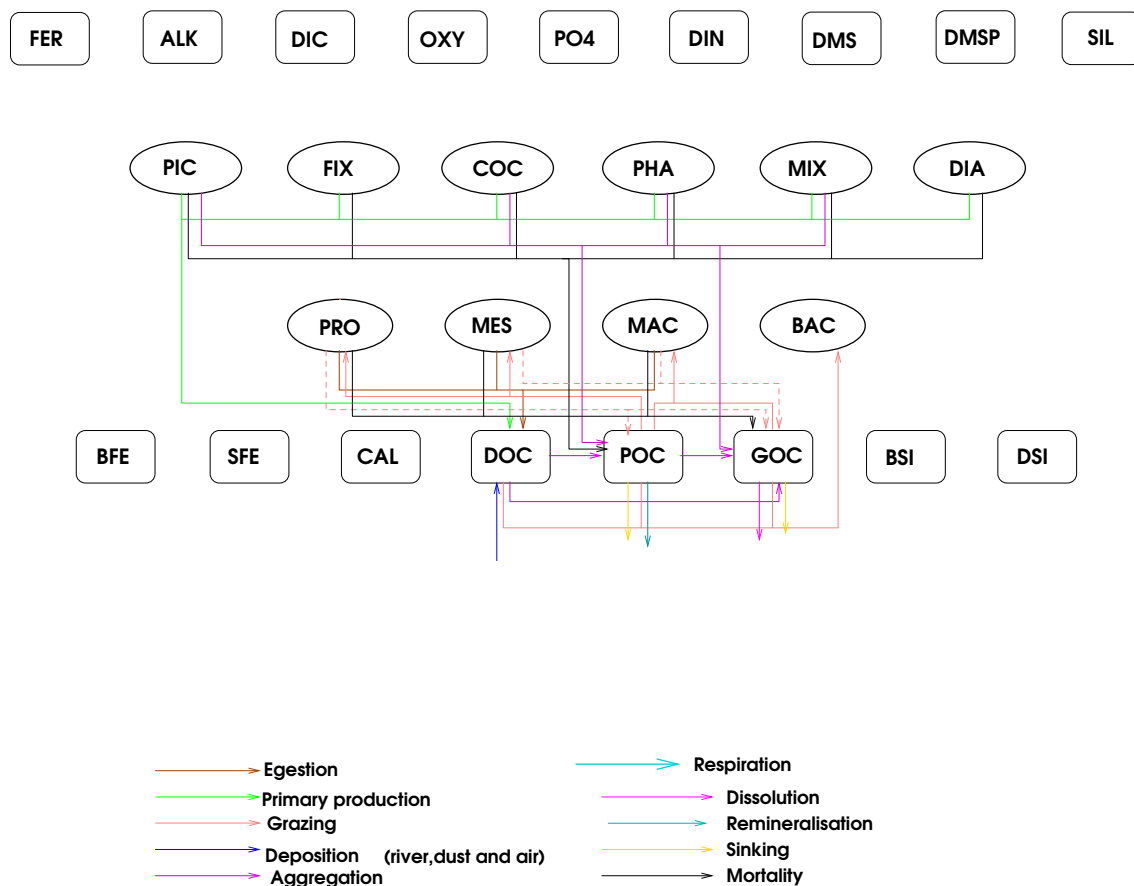 FER ALK DIC OXY PO4 DIN DMS DMSP SIL
PIC FIX COC PHA MIX DIA
PRO MES MAC BAC
BFE SFE CAL DOC POC GOC BSI DSI
Egestion Respiration
Primary production Dissolution
Grazing Remineralisation
Deposition (river,dust and air) Sinking
Aggregation Mortality